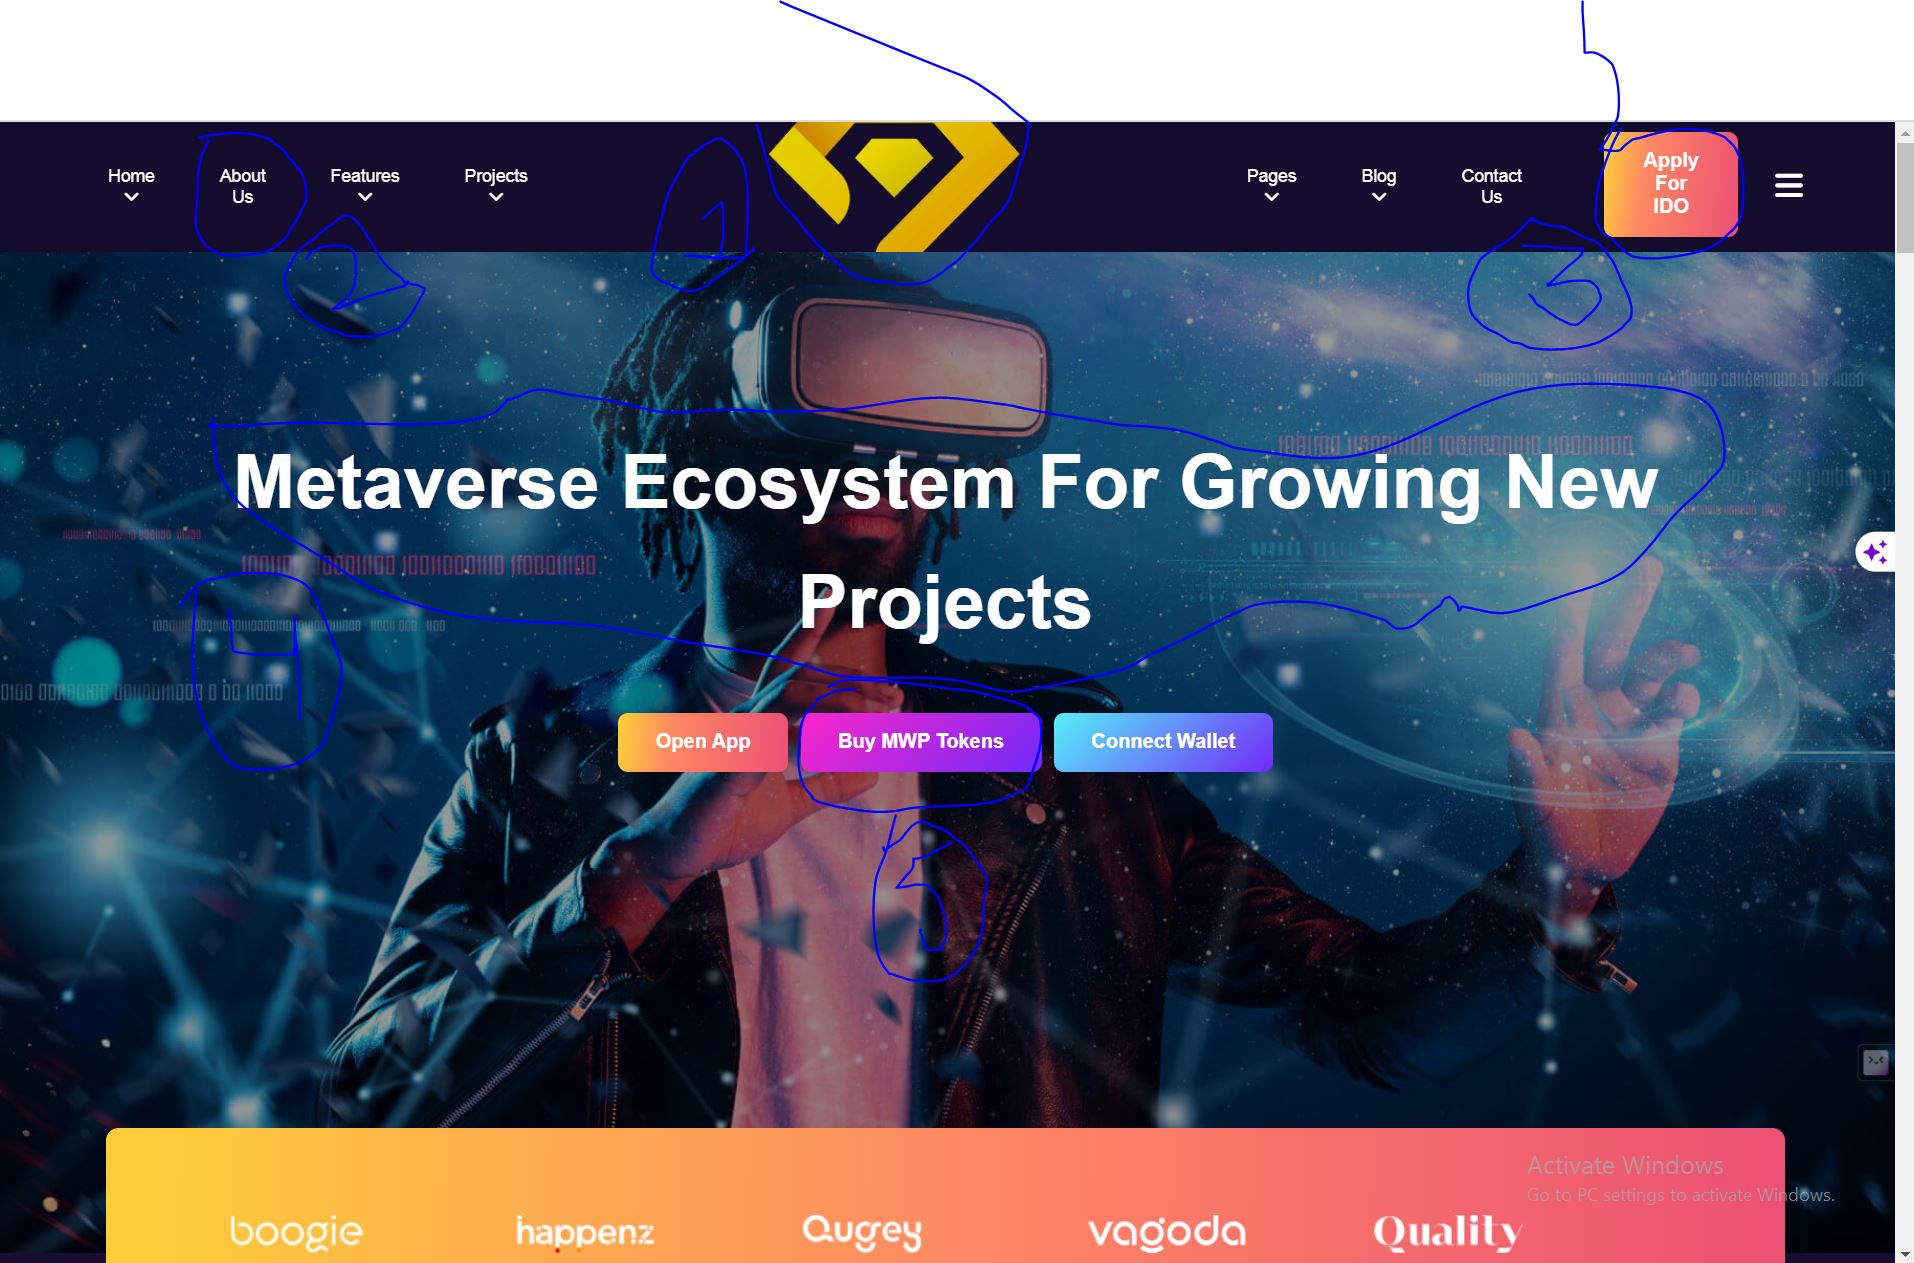 Home
About
Us
Features
Projects
Pages
Blog
Contact
Us
Apply
For
IDO
1
2
3
Metaverse Ecosystem For Growing New
Projects
4
Open App
Buy MWP Tokens
Connect Wallet
5
Activate Windows
Go to PC settings to activate Windows.
boogie
happenz
Qugrey
vagoda
Quality